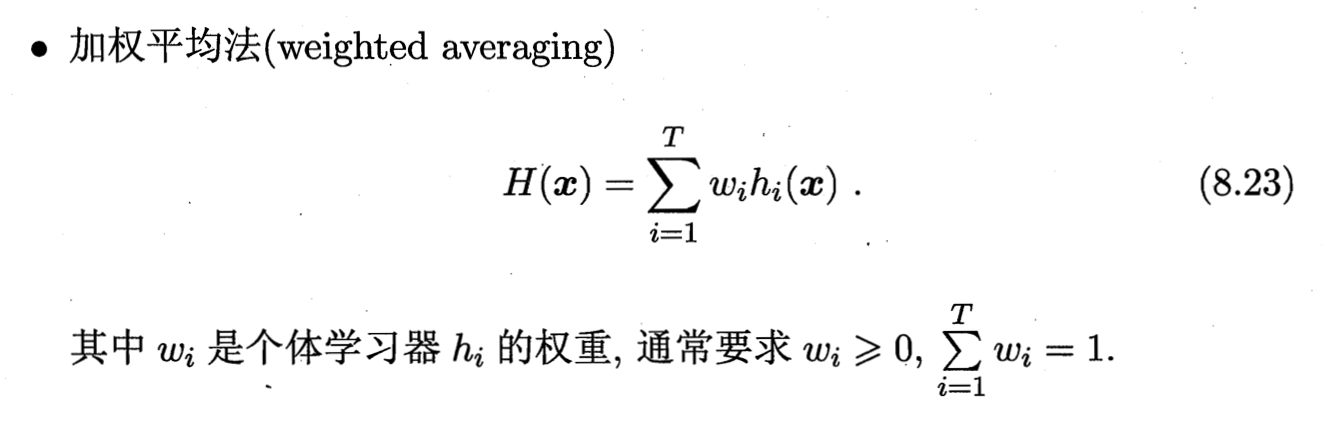 • 加权平均法(weighted averaging)
$H(\boldsymbol{x}) = \sum_{i=1}^{T} w_i h_i(\boldsymbol{x})$ . (8.23)
其中 $w_i$ 是个体学习器 $h_i$ 的权重, 通常要求 $w_i \geqslant 0$, $\sum_{i=1}^{T} w_i = 1$.